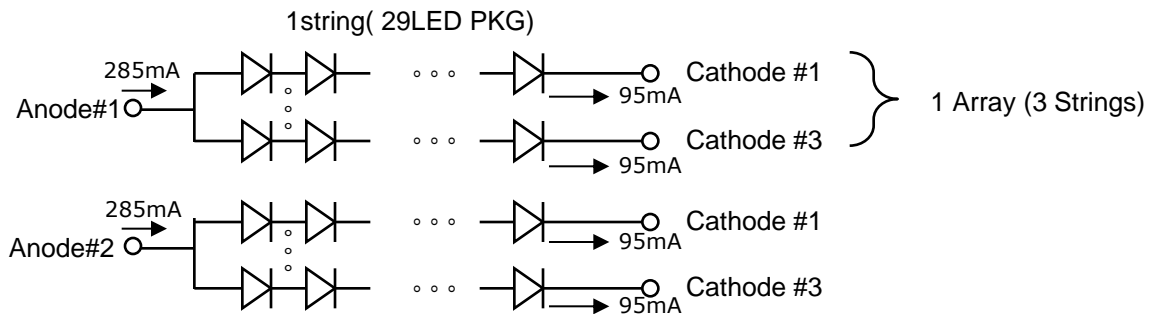 1string( 29LED PKG)
285mA
Anode#1
Cathode #1
95mA
1 Array (3 Strings)
Cathode #3
95mA
285mA
Anode#2
Cathode #1
95mA
Cathode #3
95mA